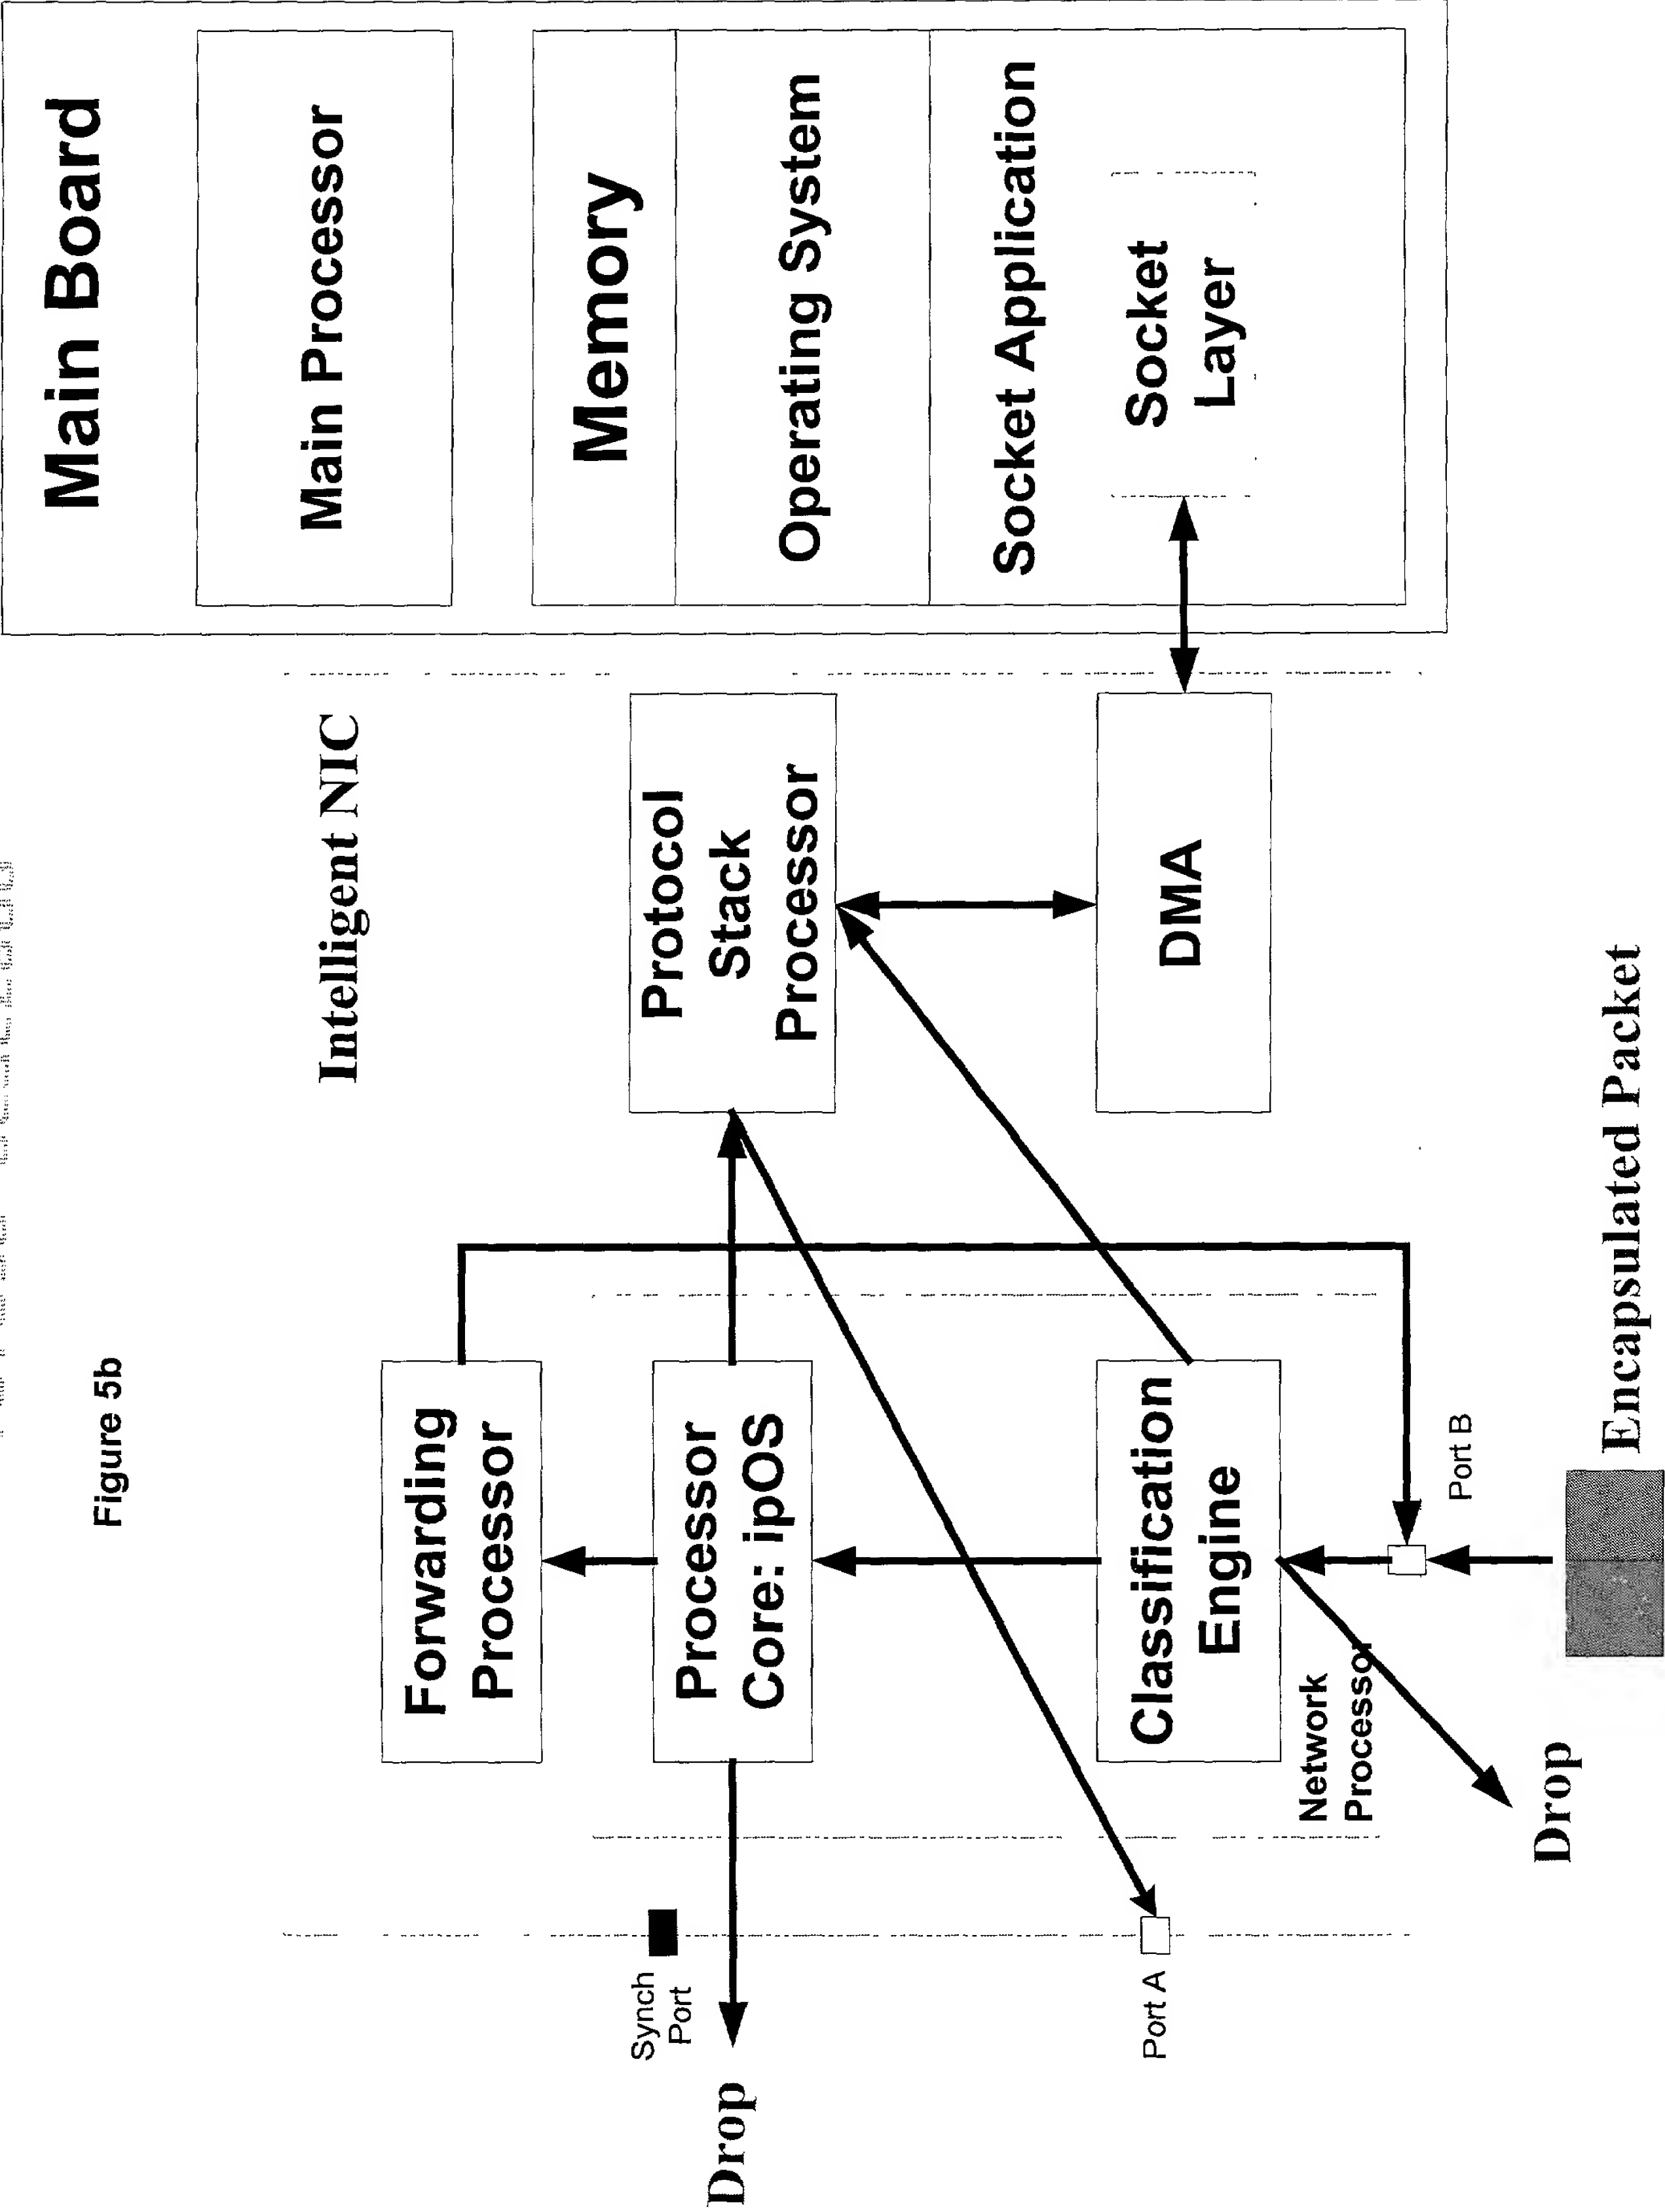 Figure 5b
Main Board
Main Processor
Memory
Operating System
Socket Application
Socket
Layer
Intelligent NIC
Protocol
Stack
Processor
DMA
Forwarding
Processor
Processor
Core: ipOS
Classification
Engine
Network
Processor
Synch
Port
Port A
Port B
Drop
Drop
Encapsulated Packet